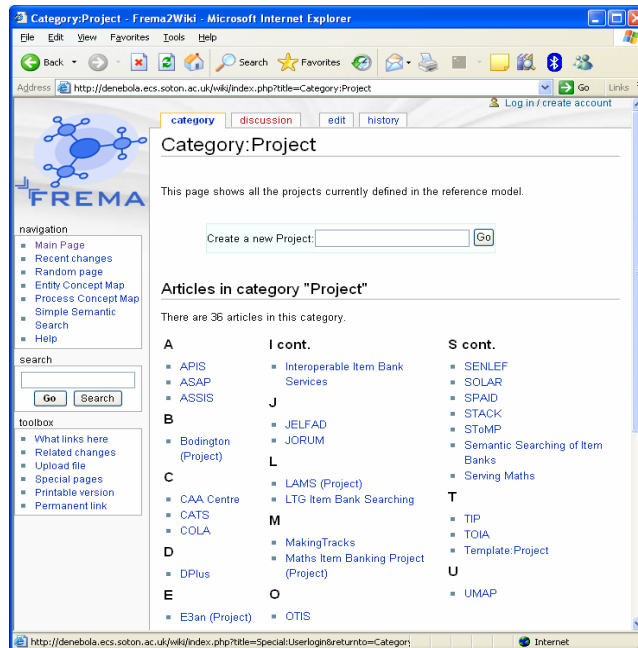 Category:Project - Frema2Wiki - Microsoft Internet Explorer
File Edit View Favorites Tools Help
Back Search Favorites
Address http://denebola.ecs.soton.ac.uk/wiki/index.php?title=Category:Project Go Links
Log in / create account
category discussion edit history
FREMA
Category:Project
This page shows all the projects currently defined in the reference model.
Create a new Project: Go
navigation
Main Page
Recent changes
Random page
Entity Concept Map
Process Concept Map
Simple Semantic
Search
Help
search
Go Search
toolbox
What links here
Related changes
Upload file
Special pages
Printable version
Permanent link
Articles in category "Project"
There are 36 articles in this category.
A
APIS
ASAP
ASSIS
B
Bodington
(Project)
C
CAA Centre
CATS
COLA
D
DPlus
E
E3an (Project)
I cont.
Interoperable Item Bank
Services
J
JELFAD
JORUM
L
LAMS (Project)
LTG Item Bank Searching
M
MakingTracks
Maths Item Banking Project
(Project)
O
OTIS
S cont.
SENLEF
SOLAR
SPAID
STACK
SToMP
Semantic Searching of Item
Banks
Serving Maths
T
TIP
TOIA
Template:Project
U
UMAP
http://denebola.ecs.soton.ac.uk/wiki/index.php?title=Special:Userlogin&returnto=Category Internet